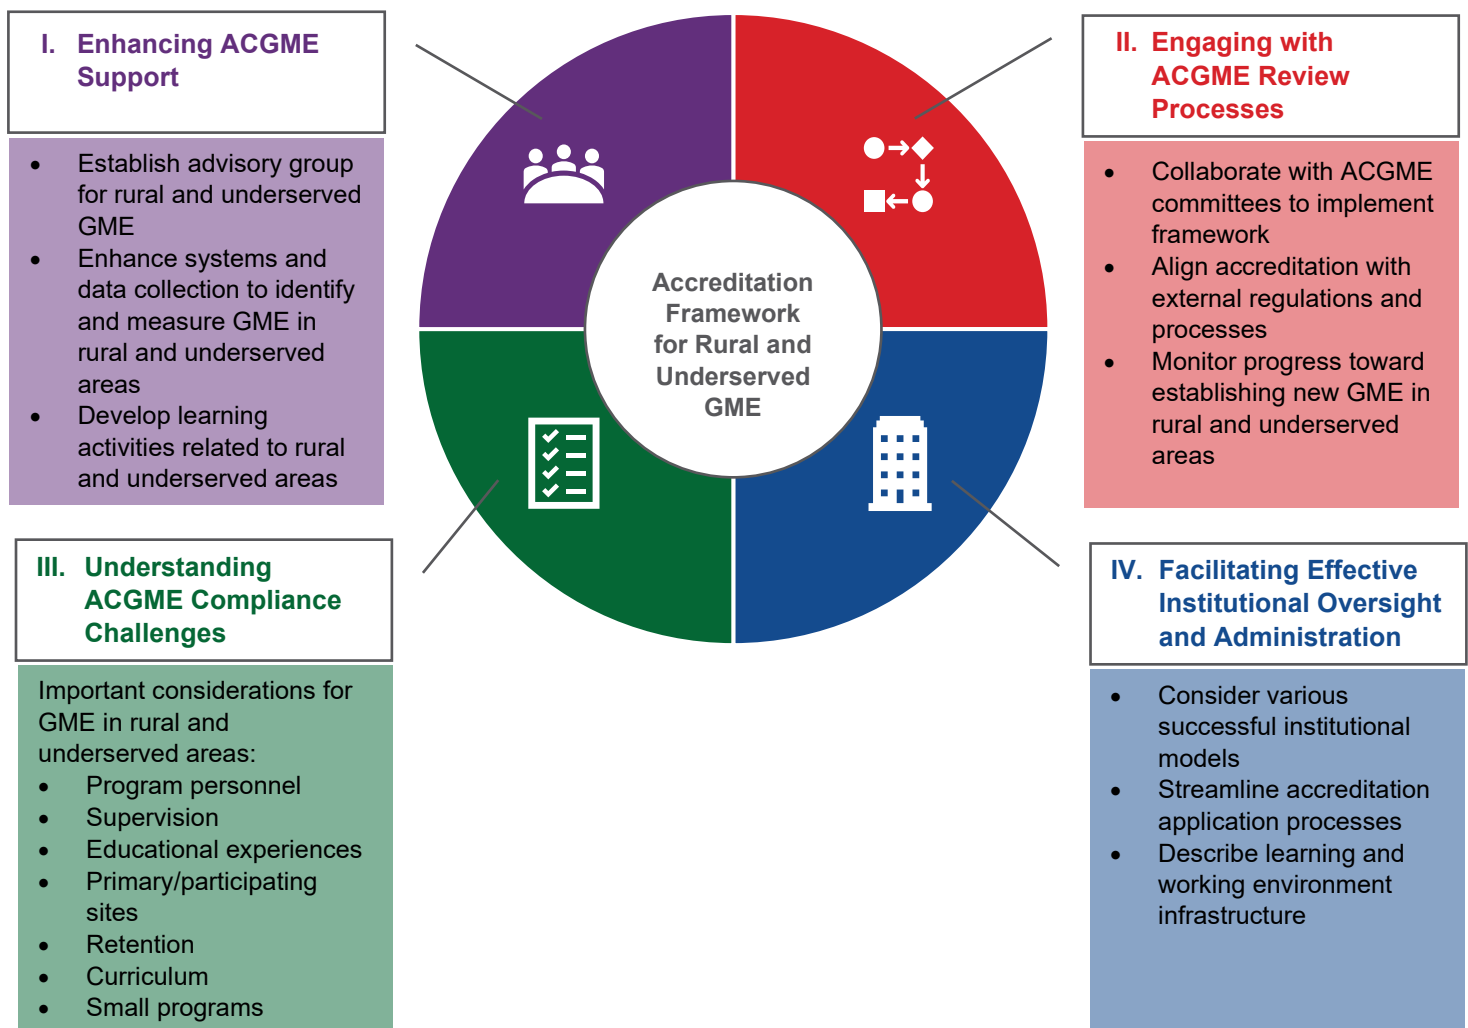 I. Enhancing ACGME
Support
• Establish advisory group
for rural and underserved
GME
• Enhance systems and
data collection to identify
and measure GME in
rural and underserved
areas
• Develop learning
activities related to rural
and underserved areas
II. Engaging with
ACGME Review
Processes
• Collaborate with ACGME
committees to implement
framework
• Align accreditation with
external regulations and
processes
• Monitor progress toward
establishing new GME in
rural and underserved
areas
Accreditation
Framework
for Rural and
Underserved
GME
III. Understanding
ACGME Compliance
Challenges
Important considerations for
GME in rural and
underserved areas:
• Program personnel
• Supervision
• Educational experiences
• Primary/participating
sites
• Retention
• Curriculum
• Small programs
IV. Facilitating Effective
Institutional Oversight
and Administration
• Consider various
successful institutional
models
• Streamline accreditation
application processes
• Describe learning and
working environment
infrastructure